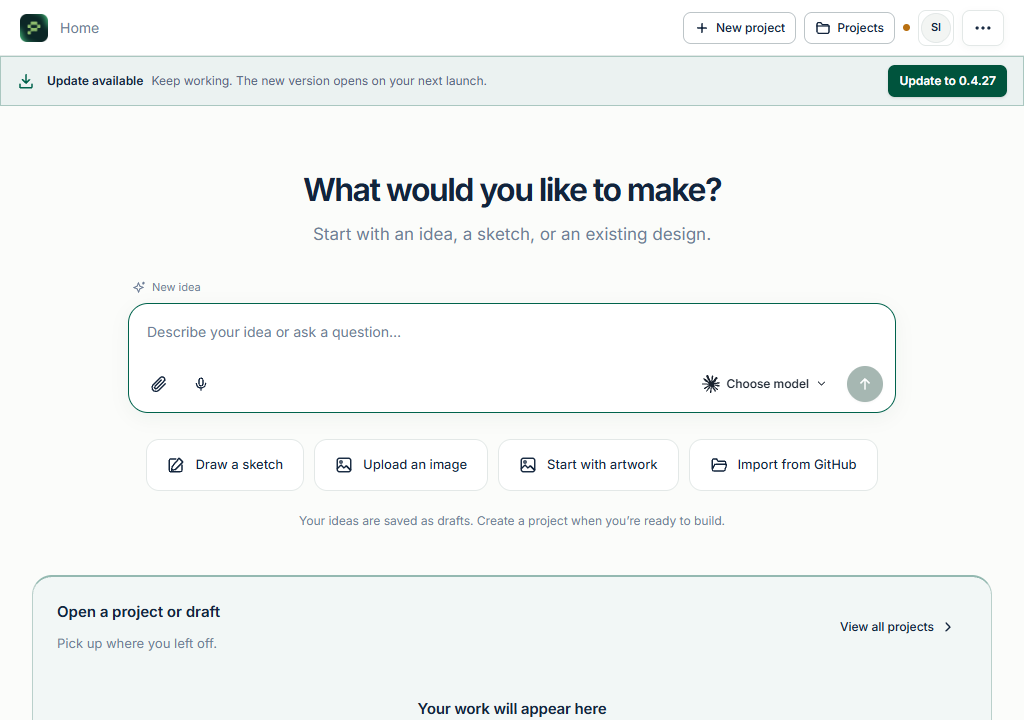 Home
New project
Projects
SI
Update available Keep working. The new version opens on your next launch.
Update to 0.4.27
What would you like to make?
Start with an idea, a sketch, or an existing design.
New idea
Describe your idea or ask a question...
Choose model
Draw a sketch
Upload an image
Start with artwork
Import from GitHub
Your ideas are saved as drafts. Create a project when you’re ready to build.
Open a project or draft
View all projects
Pick up where you left off.
Your work will appear here